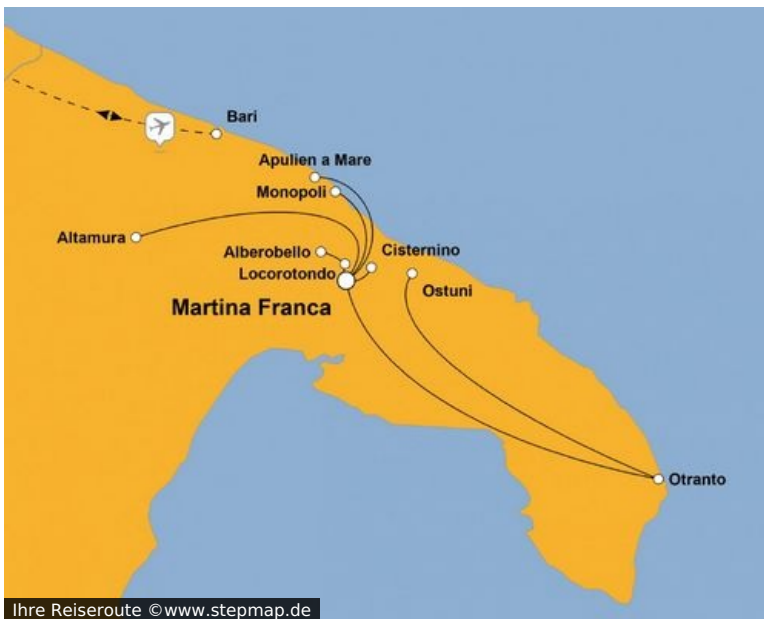 Bari
Apulien a Mare
Monopoli
Altamura
Alberobello
Cisternino
Locorotondo
Ostuni
Martina Franca
Otranto
Ihre Reiseroute ©www.stepmap.de